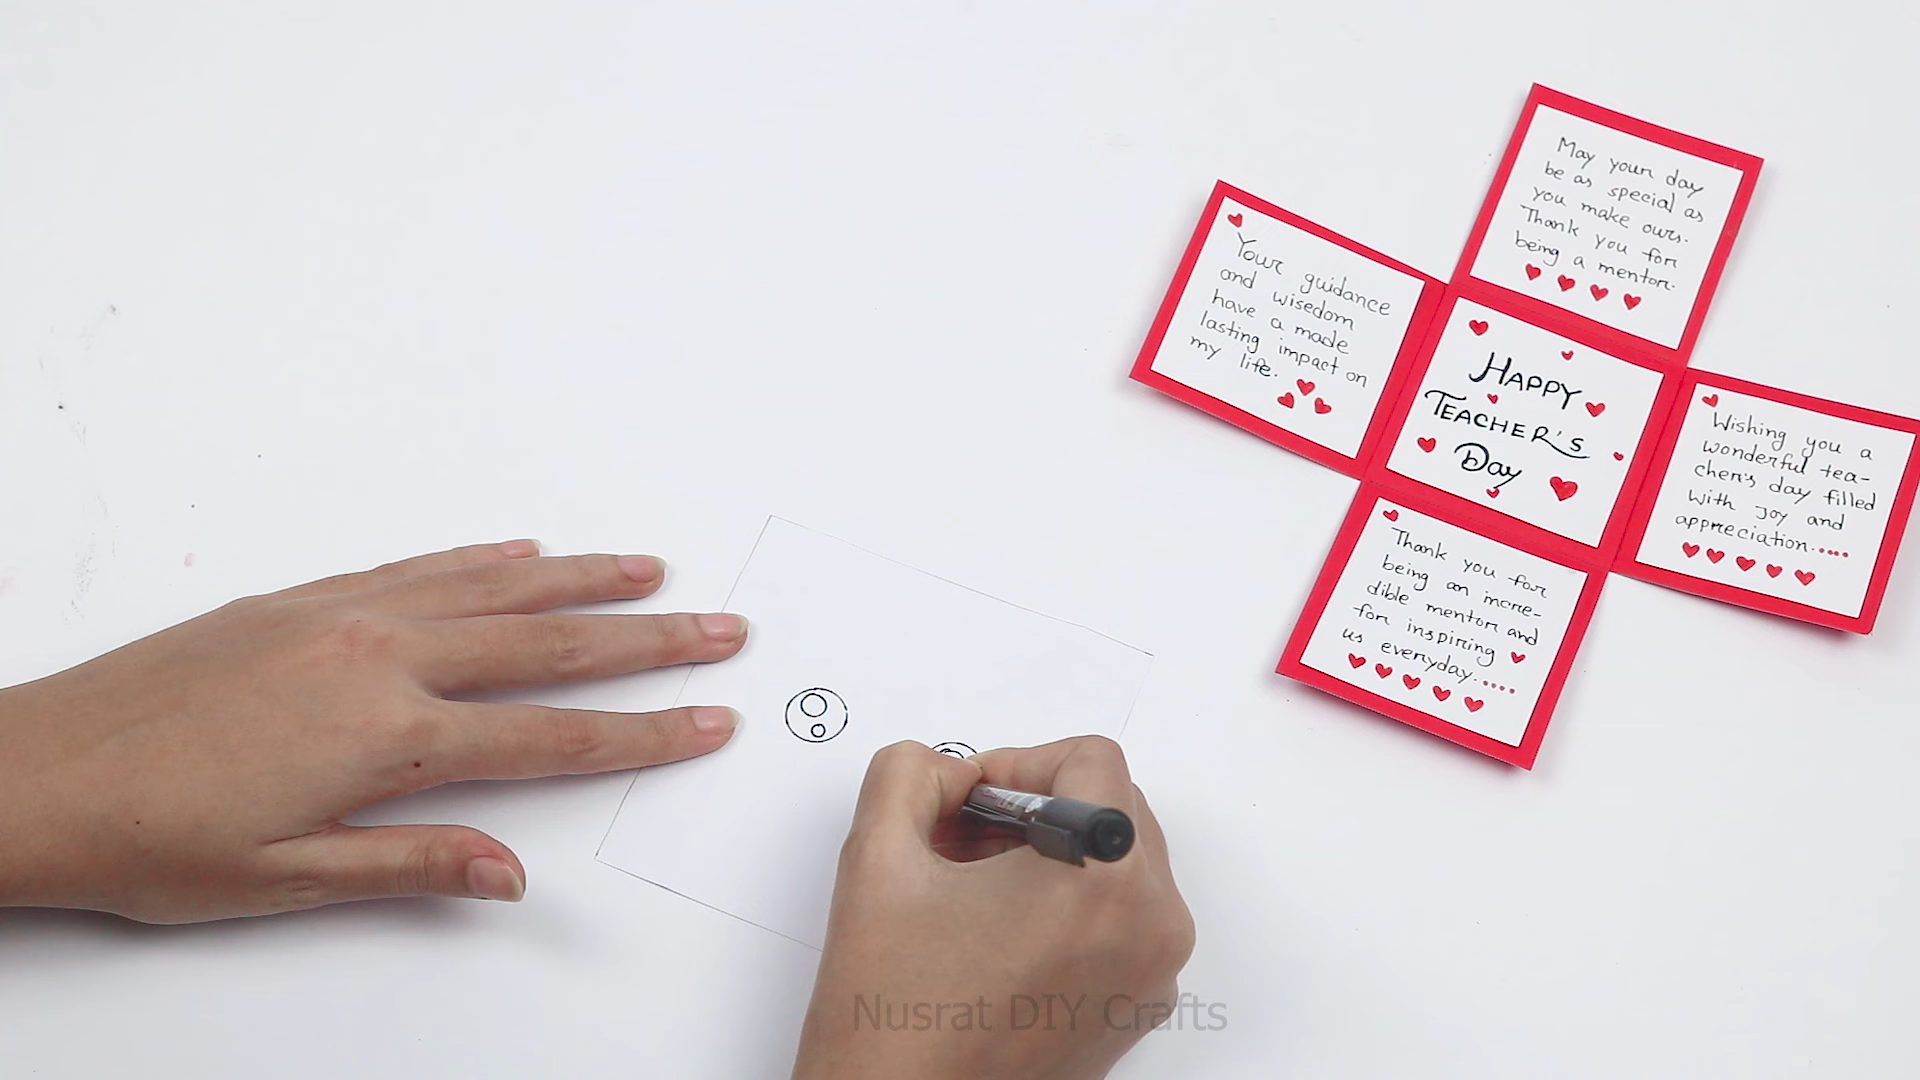 May your day
be as special as
you make ours.
Thank you for
being a mentor.
Your guidance
and wisedom
have a made
lasting impact on
my life.
HAPPY
TEACHER'S
Day
Wishing you a
wonderful tea-
cher's day filled
with joy and
appreciation.....
Thank you for
being an incre-
dible mentor and
for inspiring
us everyday.....
Nusrat DIY Crafts